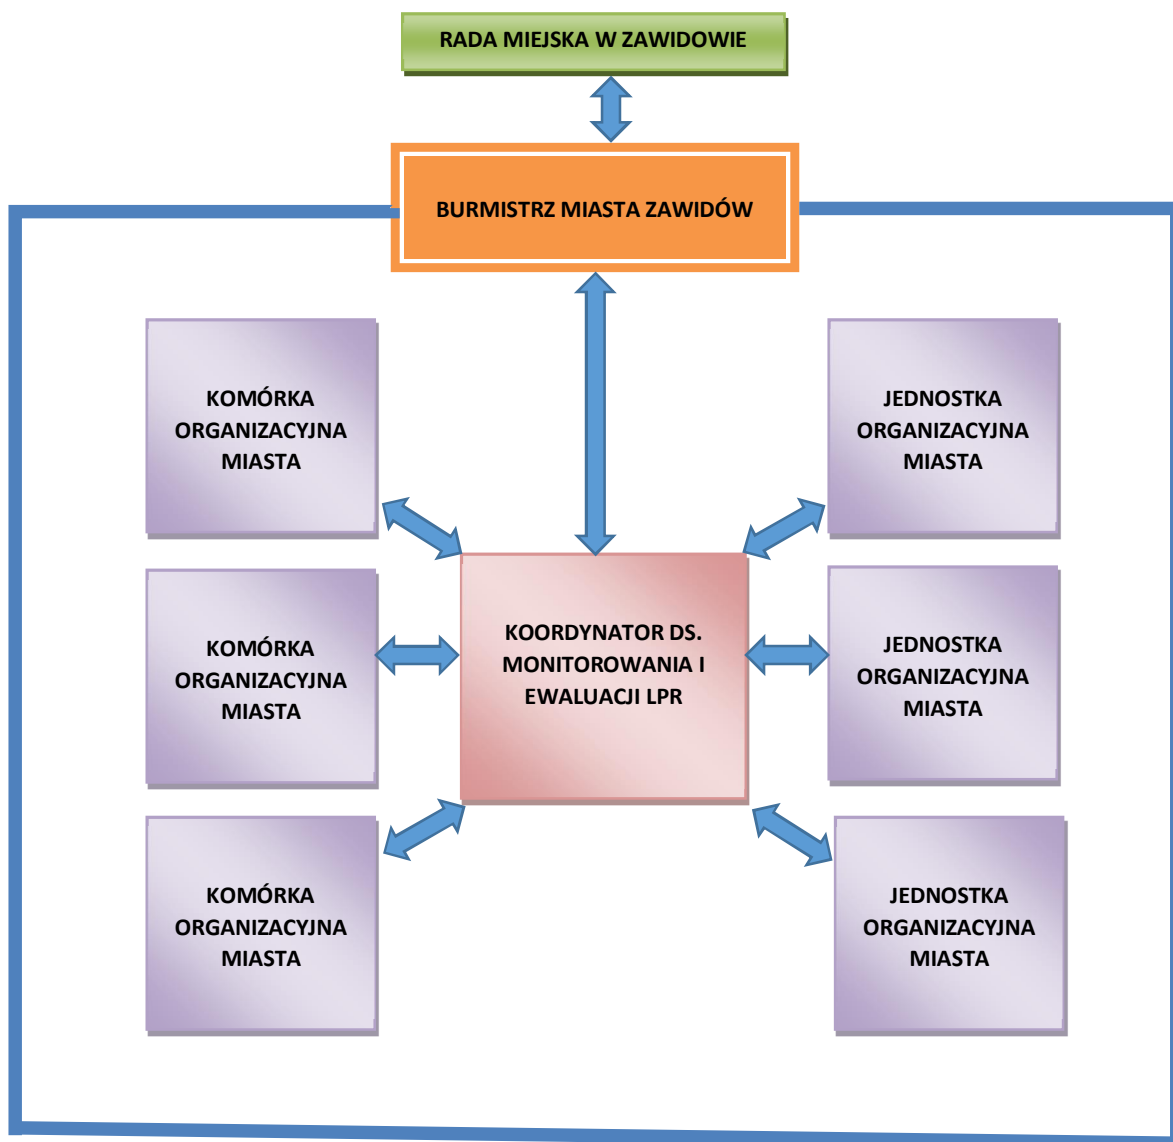 RADA MIEJSKA W ZAWIDOWIE
BURMISTRZ MIASTA ZAWIDÓW
KOMÓRKA
ORGANIZACYJNA
MIASTA
JEDNOSTKA
ORGANIZACYJNA
MIASTA
KOMÓRKA
ORGANIZACYJNA
MIASTA
KOORDYNATOR DS.
MONITOROWANIA I
EWALUACJI LPR
JEDNOSTKA
ORGANIZACYJNA
MIASTA
KOMÓRKA
ORGANIZACYJNA
MIASTA
JEDNOSTKA
ORGANIZACYJNA
MIASTA